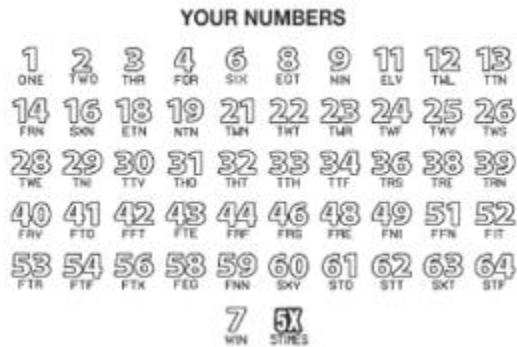 YOUR NUMBERS
1 2 3 4 6 8 9 11 12 13
ONE TWO THR FOR SIX EGT NIN ELV TWL TTN
14 16 18 19 21 22 23 24 25 26
FRN SXN ETN NTN TWN TWT TWR TWF TWV TWS
28 29 30 31 32 33 34 36 38 39
TWE TNI TTV THO THT TTH TTF TRS TRE TRN
40 41 42 43 44 46 48 49 51 52
FRV FTO FFT FTE FRF FRS FRE FNI FFN FIT
53 54 56 58 59 60 61 62 63 64
FTR FTF FTX FEG FNN SXY STO STT SXT STF
7 5X
WIN 5TIMES